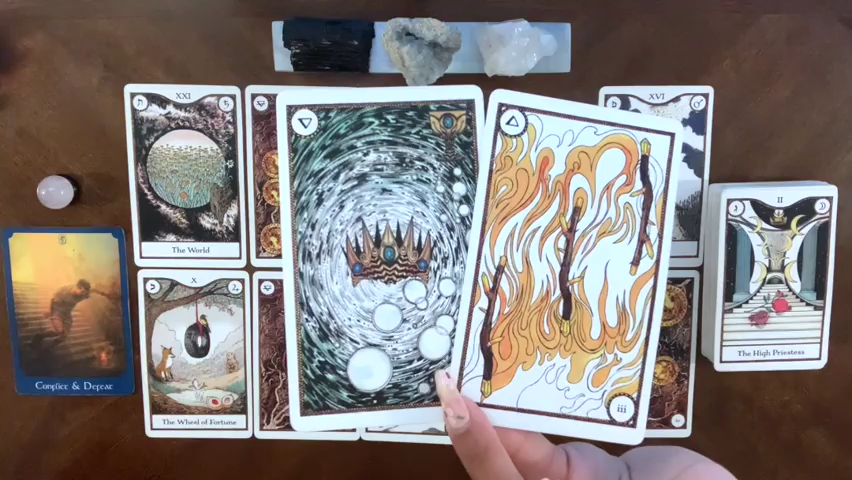 XXI
The World
XVI
II
The High Priestess
Conflict & Defeat
X
The Wheel of Fortune
iii